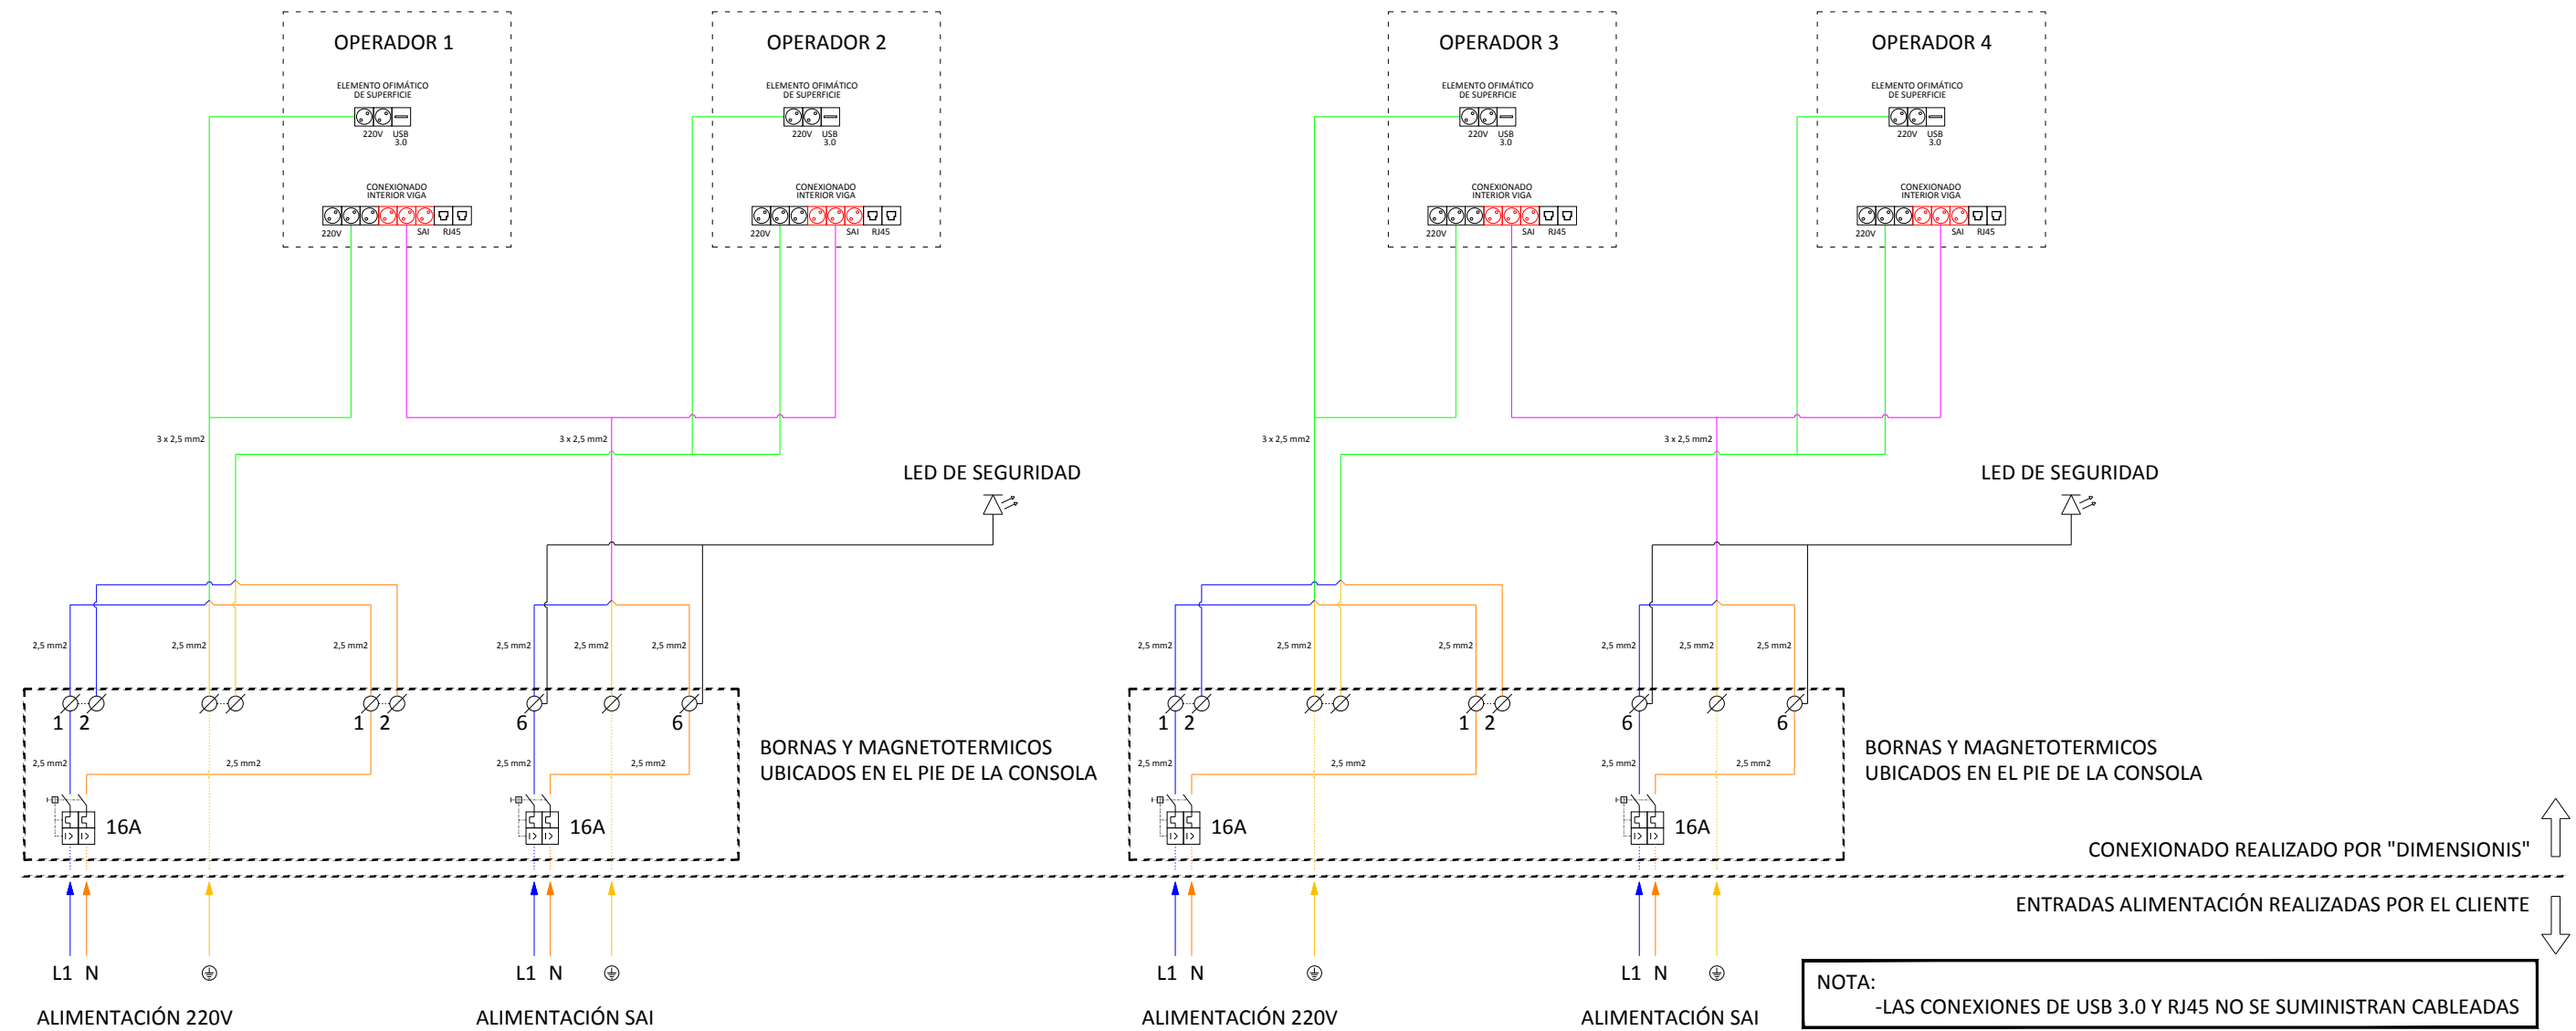 OPERADOR 1
ELEMENTO OFIMÁTICO
DE SUPERFICIE
220V USB
3.0
CONEXIONADO
INTERIOR VIGA
220V SAI RJ45
OPERADOR 2
ELEMENTO OFIMÁTICO
DE SUPERFICIE
220V USB
3.0
CONEXIONADO
INTERIOR VIGA
220V SAI RJ45
OPERADOR 3
ELEMENTO OFIMÁTICO
DE SUPERFICIE
220V USB
3.0
CONEXIONADO
INTERIOR VIGA
220V SAI RJ45
OPERADOR 4
ELEMENTO OFIMÁTICO
DE SUPERFICIE
220V USB
3.0
CONEXIONADO
INTERIOR VIGA
220V SAI RJ45
3 x 2,5 mm2 3 x 2,5 mm2 3 x 2,5 mm2 3 x 2,5 mm2
LED DE SEGURIDAD LED DE SEGURIDAD
2,5 mm2 2,5 mm2 2,5 mm2 2,5 mm2 2,5 mm2 2,5 mm2 2,5 mm2 2,5 mm2 2,5 mm2 2,5 mm2 2,5 mm2 2,5 mm2
1 2 1 2 6 6 1 2 1 2 6 6
BORNAS Y MAGNETOTERMICOS
UBICADOS EN EL PIE DE LA CONSOLA
BORNAS Y MAGNETOTERMICOS
UBICADOS EN EL PIE DE LA CONSOLA
2,5 mm2 2,5 mm2 2,5 mm2 2,5 mm2 2,5 mm2 2,5 mm2 2,5 mm2 2,5 mm2
16A 16A 16A 16A
CONEXIONADO REALIZADO POR "DIMENSIONIS"
ENTRADAS ALIMENTACIÓN REALIZADAS POR EL CLIENTE
L1 N L1 N L1 N L1 N
ALIMENTACIÓN 220V ALIMENTACIÓN SAI ALIMENTACIÓN 220V ALIMENTACIÓN SAI
NOTA:
-LAS CONEXIONES DE USB 3.0 Y RJ45 NO SE SUMINISTRAN CABLEADAS